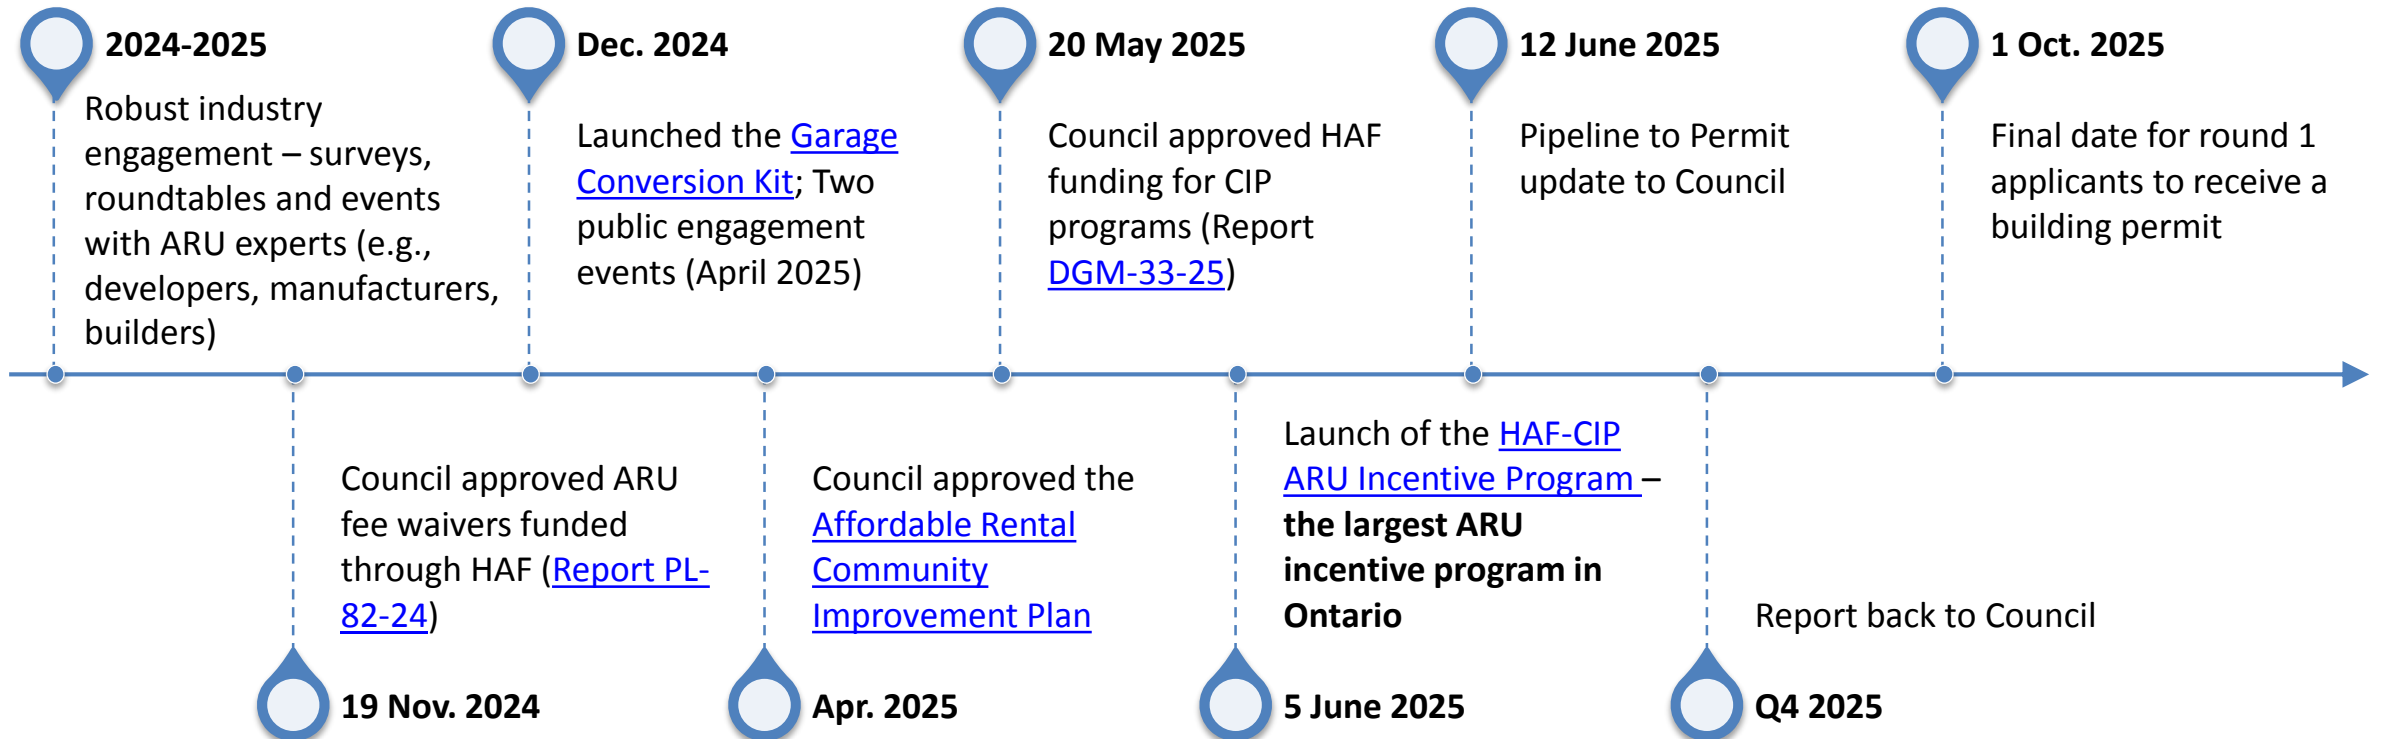 2024-2025
Robust industry
engagement – surveys,
roundtables and events
with ARU experts (e.g.,
developers, manufacturers,
builders)
19 Nov. 2024
Council approved ARU
fee waivers funded
through HAF (Report PL-
82-24)
Dec. 2024
Launched the Garage
Conversion Kit; Two
public engagement
events (April 2025)
Apr. 2025
Council approved the
Affordable Rental
Community
Improvement Plan
20 May 2025
Council approved HAF
funding for CIP
programs (Report
DGM-33-25)
5 June 2025
Launch of the HAF-CIP
ARU Incentive Program –
the largest ARU
incentive program in
Ontario
12 June 2025
Pipeline to Permit
update to Council
Q4 2025
Report back to Council
1 Oct. 2025
Final date for round 1
applicants to receive a
building permit